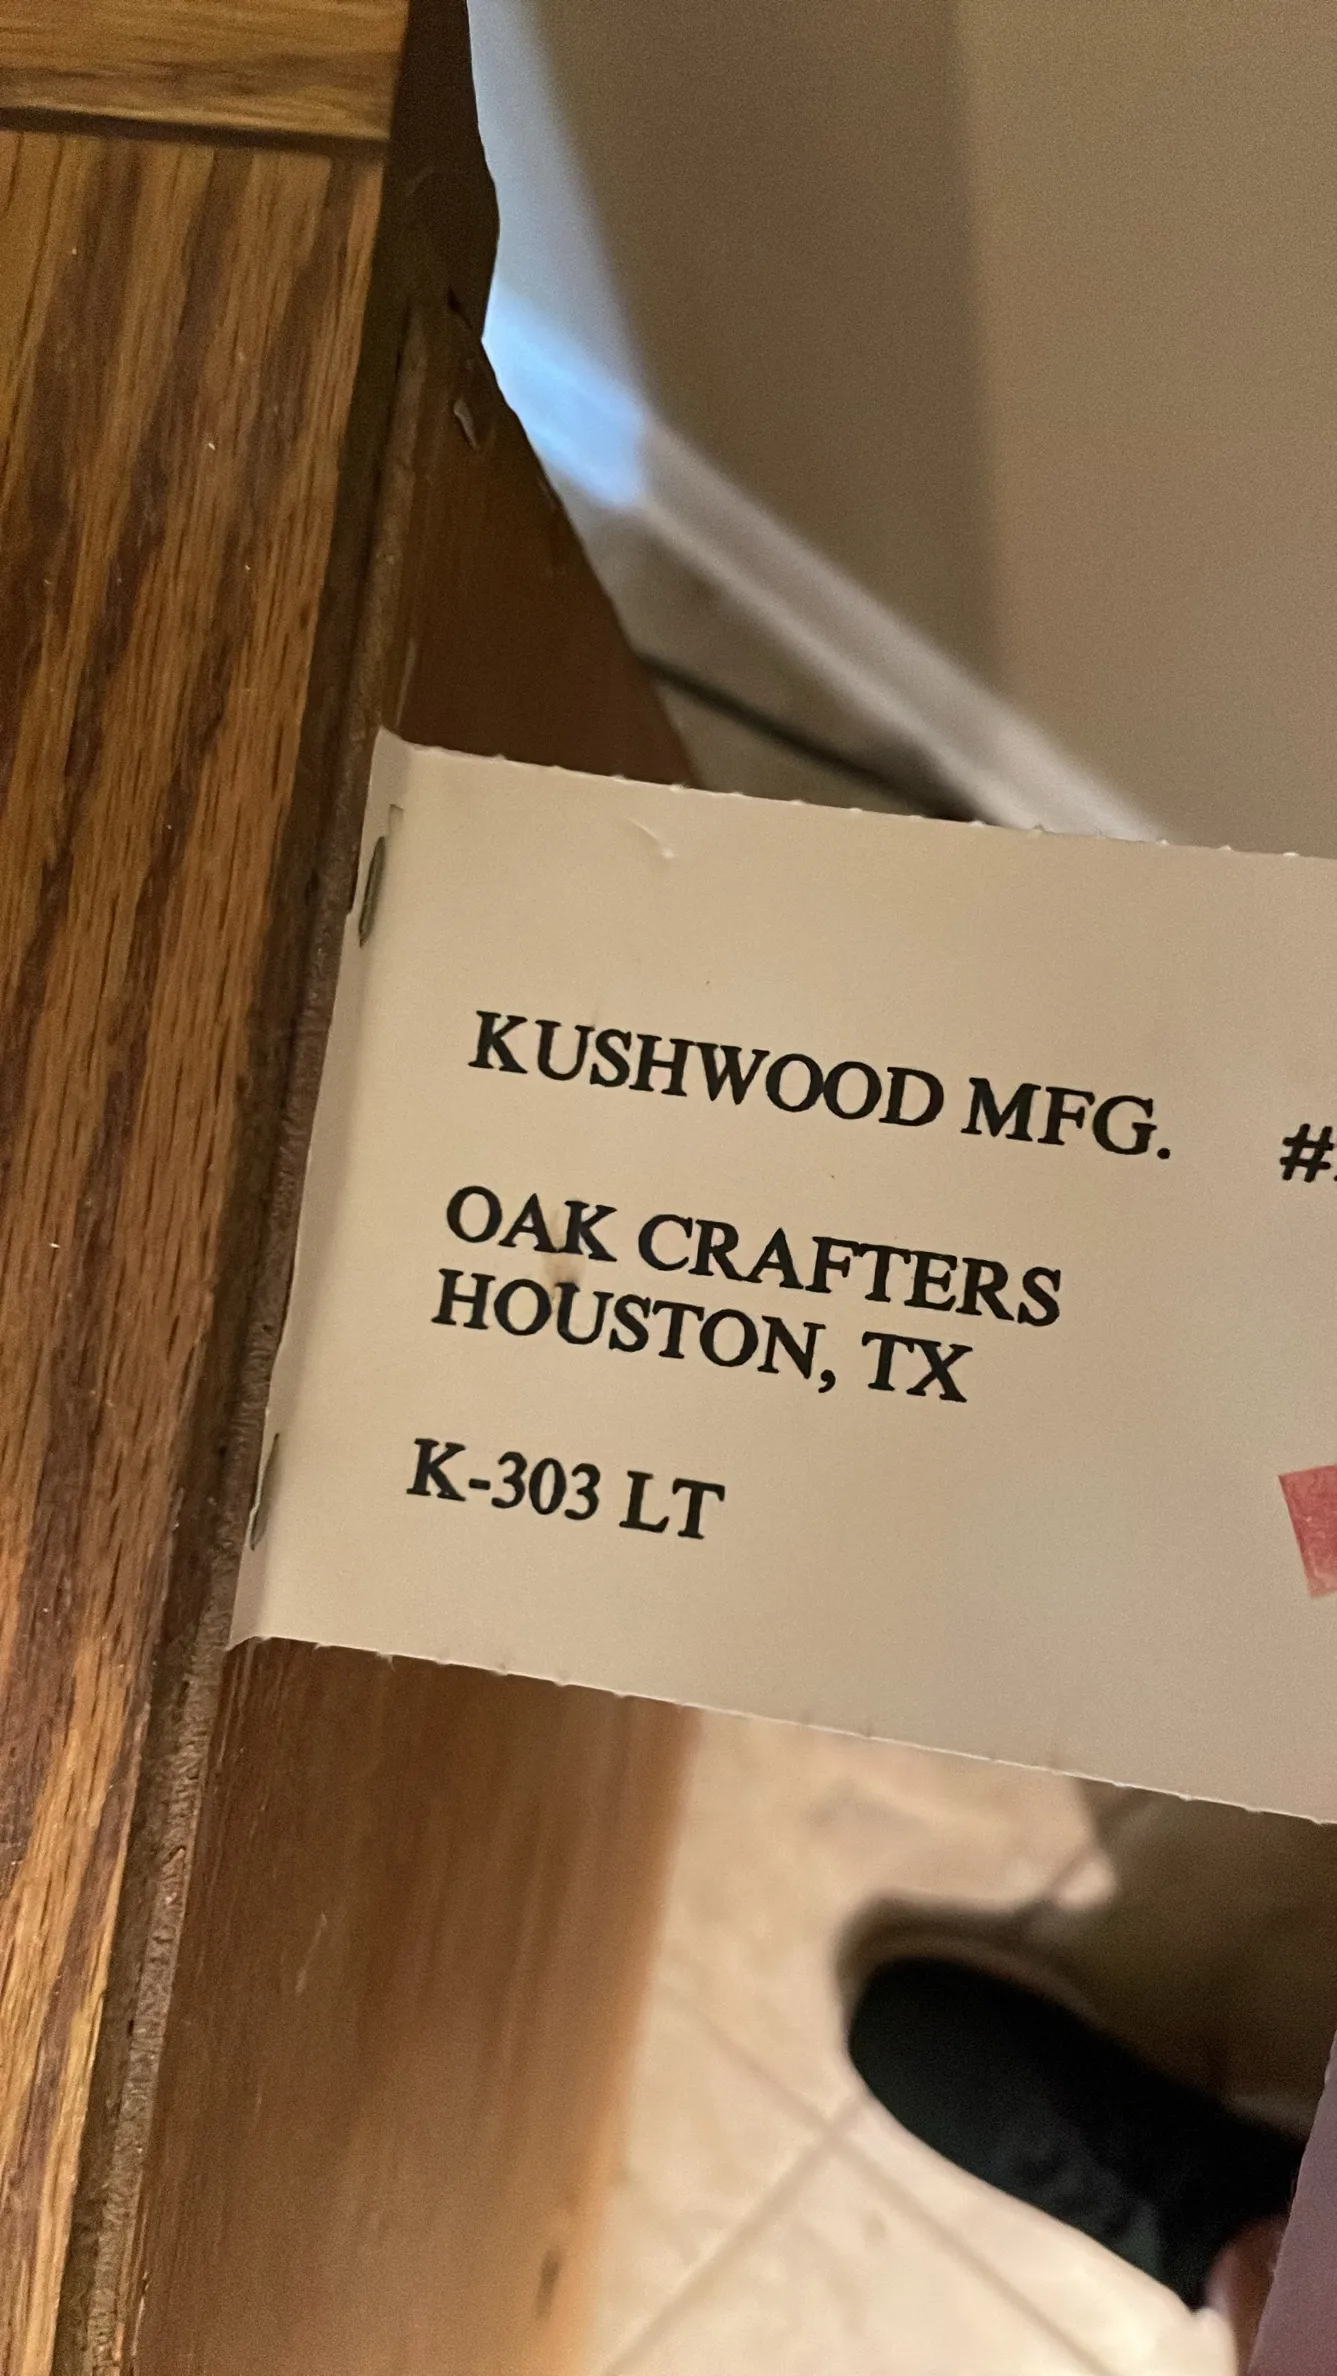 KUSHWOOD MFG. #
OAK CRAFTERS
HOUSTON, TX
K-303 LT